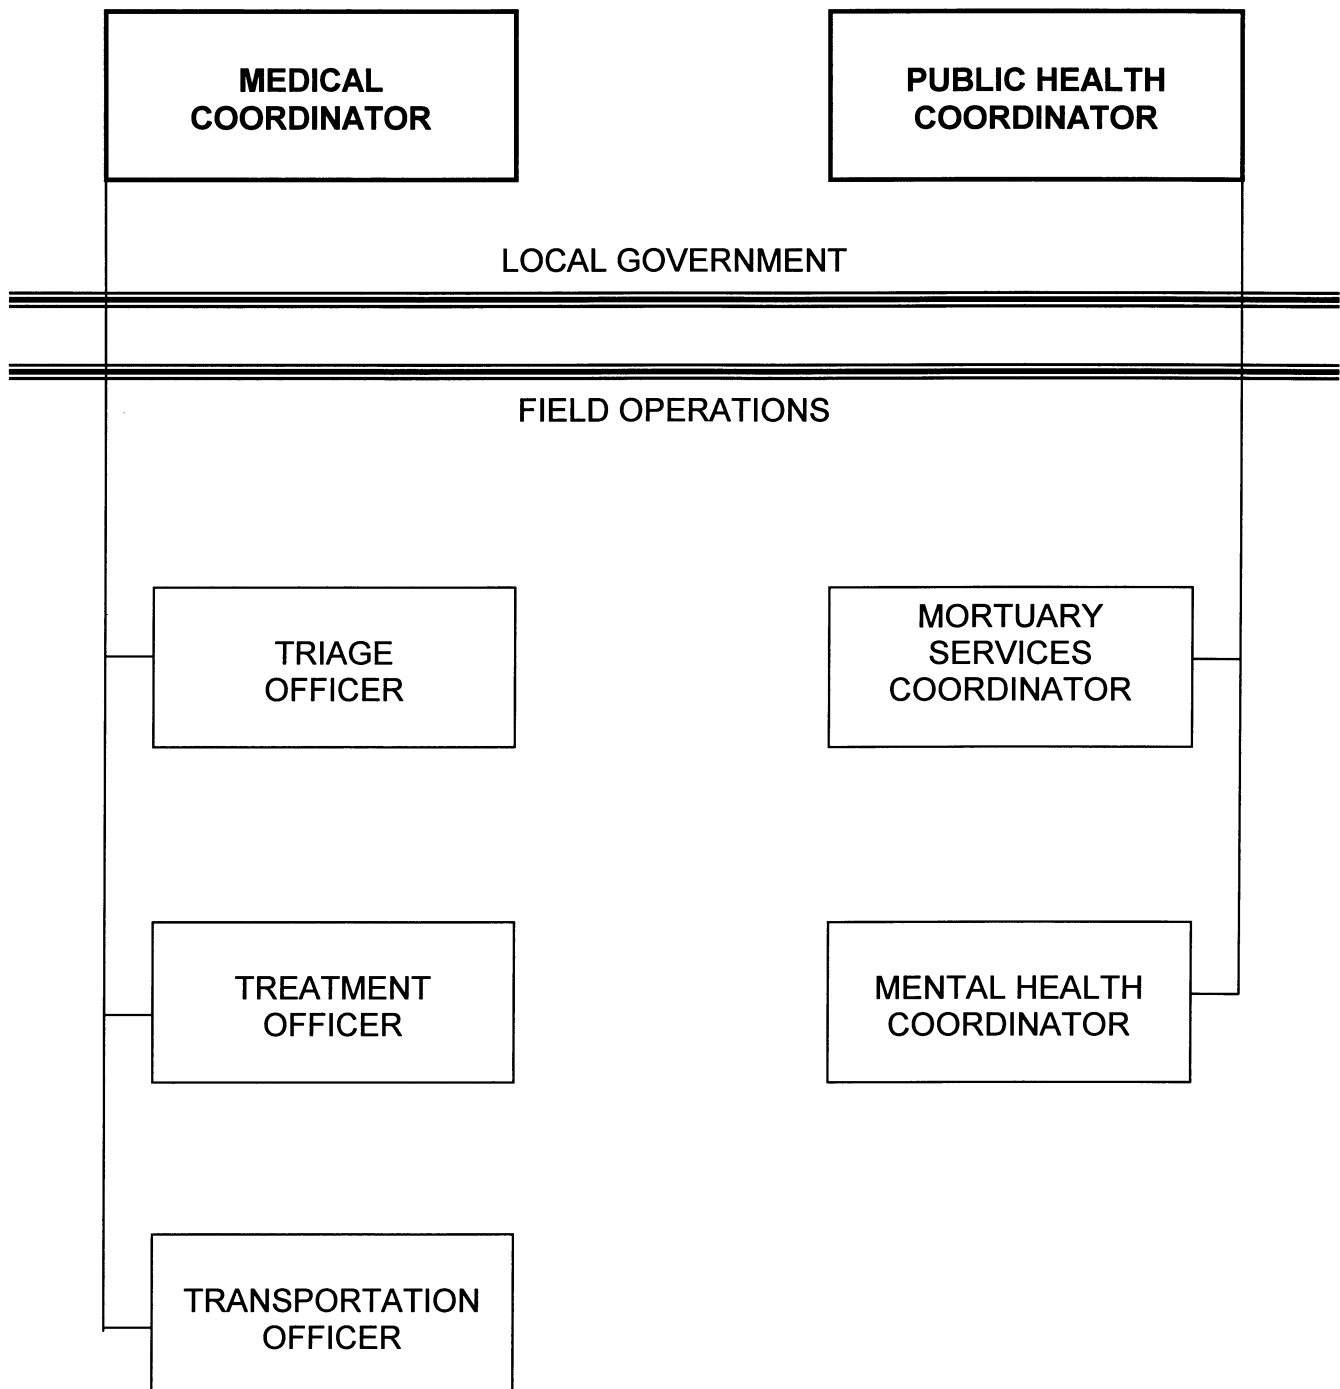 MEDICAL
COORDINATOR
PUBLIC HEALTH
COORDINATOR
LOCAL GOVERNMENT
FIELD OPERATIONS
TRIAGE
OFFICER
MORTUARY
SERVICES
COORDINATOR
TREATMENT
OFFICER
MENTAL HEALTH
COORDINATOR
TRANSPORTATION
OFFICER